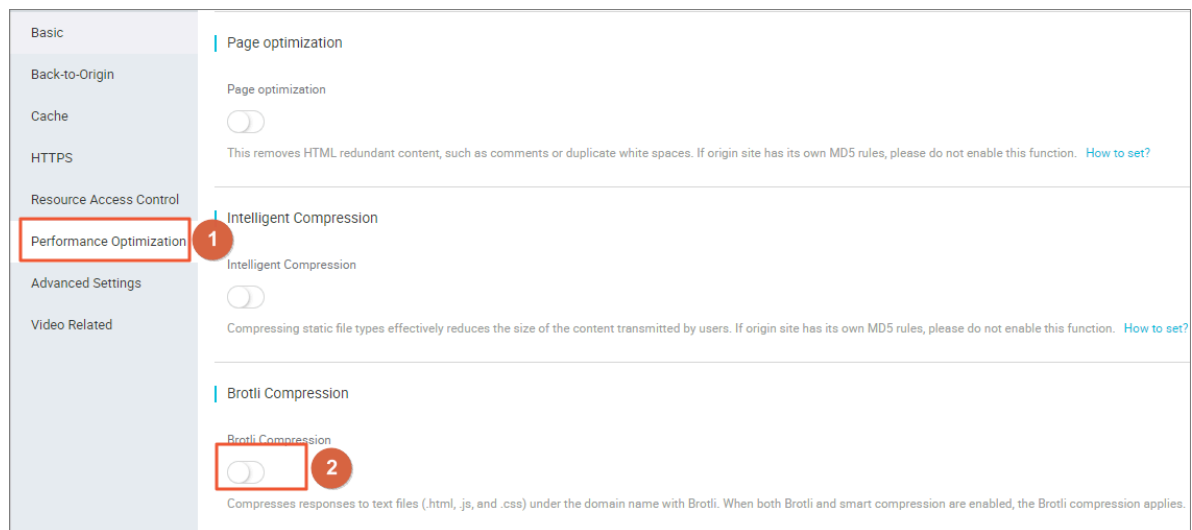 Basic
Back-to-Origin
Cache
HTTPS
Resource Access Control
Performance Optimization
1
Advanced Settings
Video Related
Page optimization
Page optimization
This removes HTML redundant content, such as comments or duplicate white spaces. If origin site has its own MD5 rules, please do not enable this function. How to set?
Intelligent Compression
Intelligent Compression
Compressing static file types effectively reduces the size of the content transmitted by users. If origin site has its own MD5 rules, please do not enable this function. How to set?
Brotli Compression
Brotli Compression
2
Compresses responses to text files (.html, .js, and .css) under the domain name with Brotli. When both Brotli and smart compression are enabled, the Brotli compression applies.